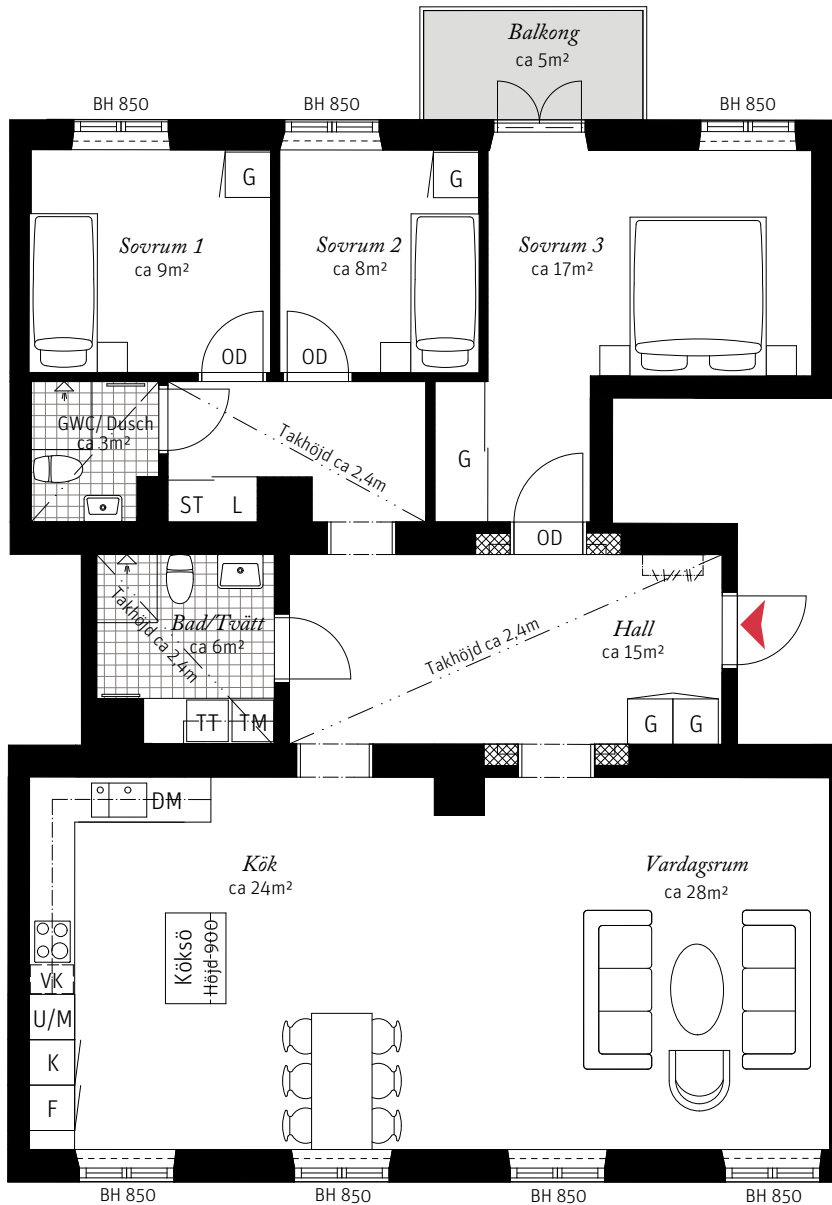 Balkong
ca 5m²
BH 850
BH 850
BH 850
G
G
Sovrum 1
ca 9m²
Sovrum 2
ca 8m²
Sovrum 3
ca 17m²
OD
OD
GWC/ Dusch
ca 3m²
Takhöjd ca 2,4m
G
ST
L
OD
Bad/Tvätt
ca 6m²
Takhöjd ca 2,4m
Takhöjd ca 2,4m
Hall
ca 15m²
TT
TM
G
G
DM
Kök
ca 24m²
Vardagsrum
ca 28m²
Köksö
Höjd 900
VK
U/M
K
F
BH 850
BH 850
BH 850
BH 850